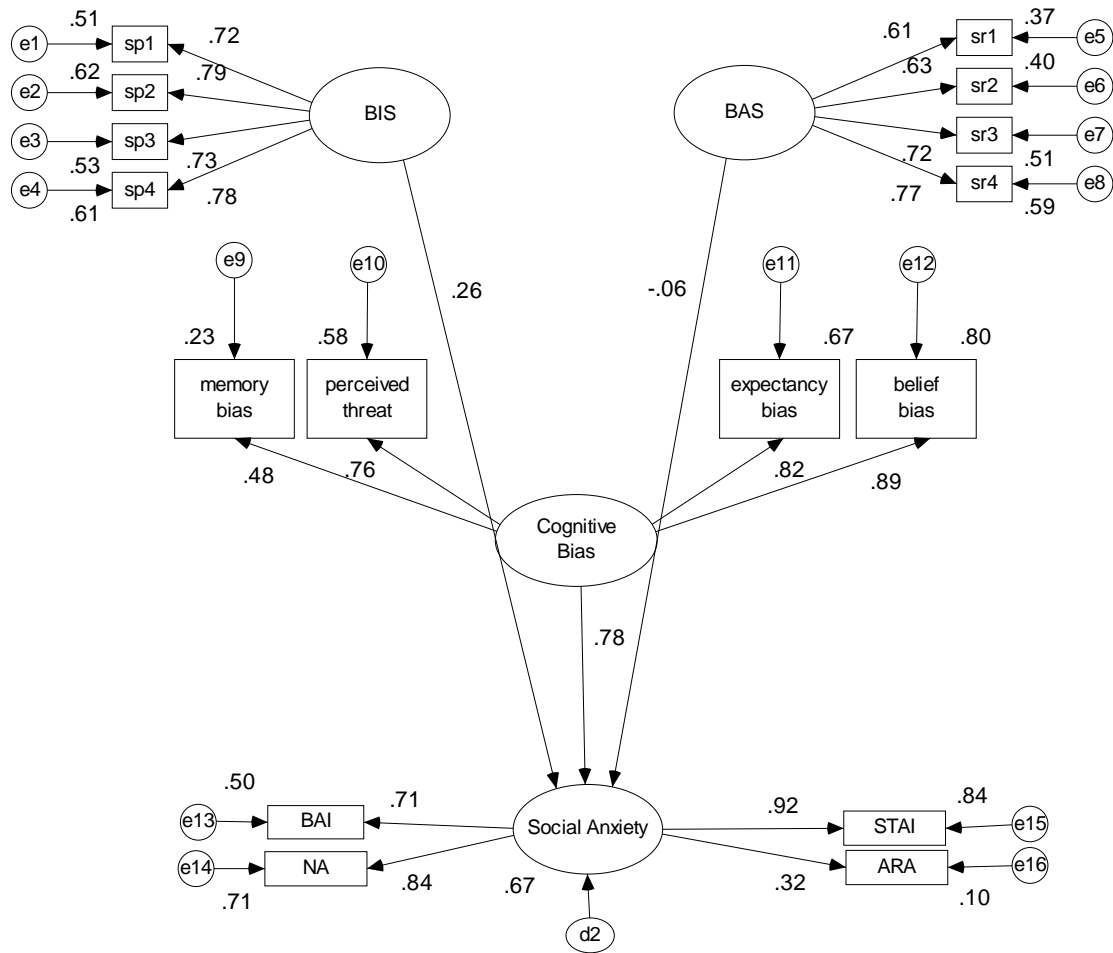 .51
.37
e1
sp1
.72
.61
sr1
e5
.62
.79
.63
.40
e2
sp2
BIS
BAS
sr2
e6
e3
sp3
sr3
e7
.53
.73
.72
.51
e4
sp4
sr4
e8
.61
.78
.77
.59
e9
e10
.26
-.06
e11
e12
.23
.58
.67
.80
memory
bias
perceived
threat
expectancy
bias
belief
bias
.48
.76
.82
.89
Cognitive
Bias
.78
.50
.71
.92
.84
e13
BAI
Social Anxiety
STAI
e15
e14
NA
ARA
e16
.71
.84
.67
.32
.10
d2